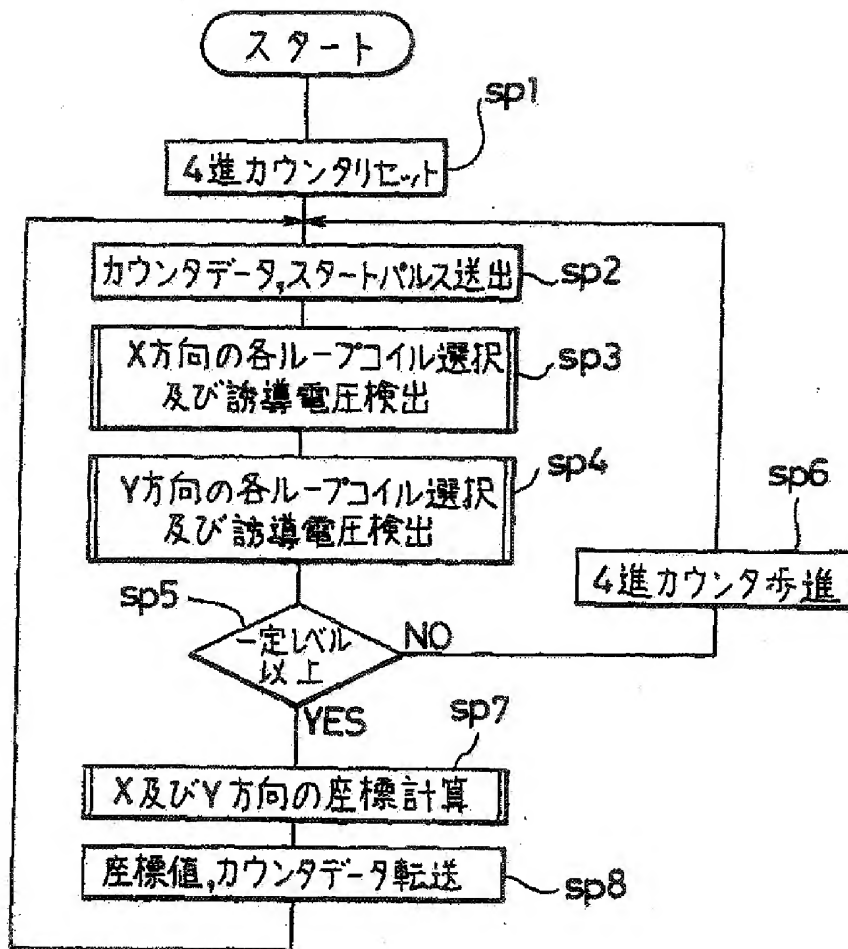 スタート
sp1
4進カウンタリセット
カウンタデータ,スタートパルス送出
sp2
X方向の各ループコイル選択
及び誘導電圧検出
sp3
Y方向の各ループコイル選択
及び誘導電圧検出
sp4
sp6
4進カウンタ歩進
sp5
一定レベル
以上
NO
YES
sp7
X及びY方向の座標計算
座標値,カウンタデータ転送
sp8